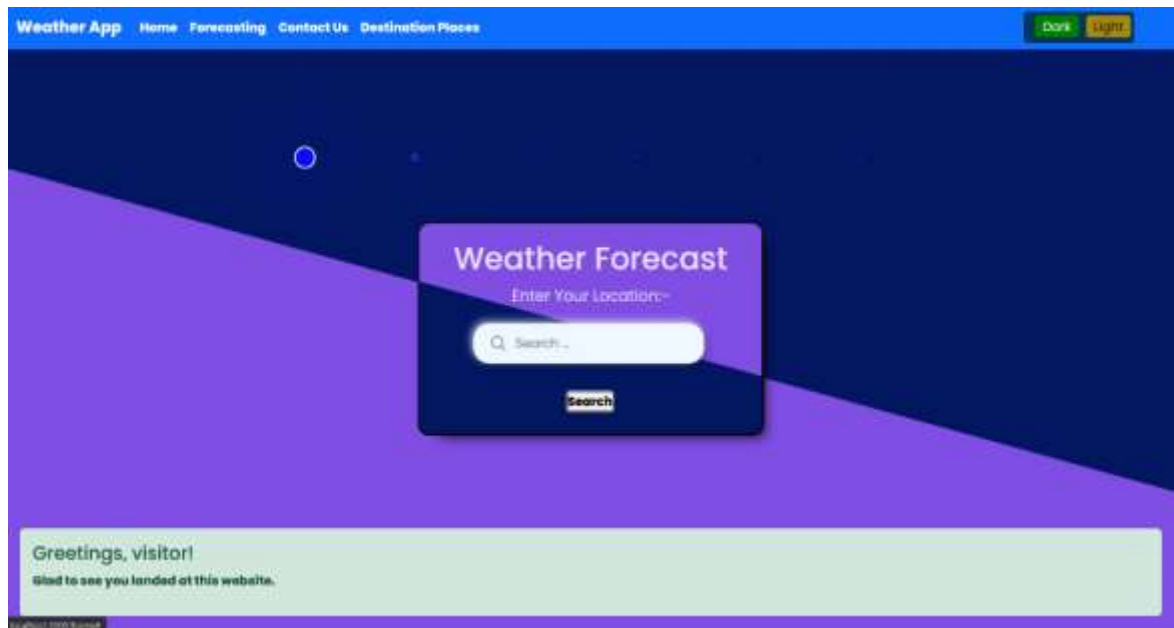 Weather App Home Forecasting Contact Us Destination Places Dark Light
Weather Forecast
Enter Your Location:-
Search ..
Search
Greetings, visitor!
Glad to see you landed at this website.